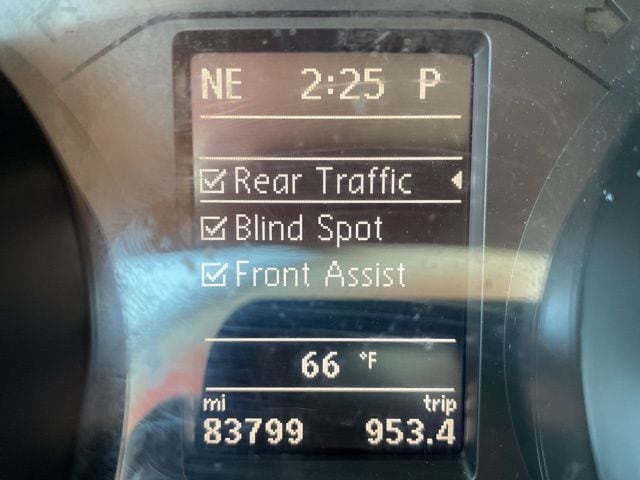 NE 2:25 P
Rear Traffic
Blind Spot
Front Assist
66 °F
mi trip
83799 953.4